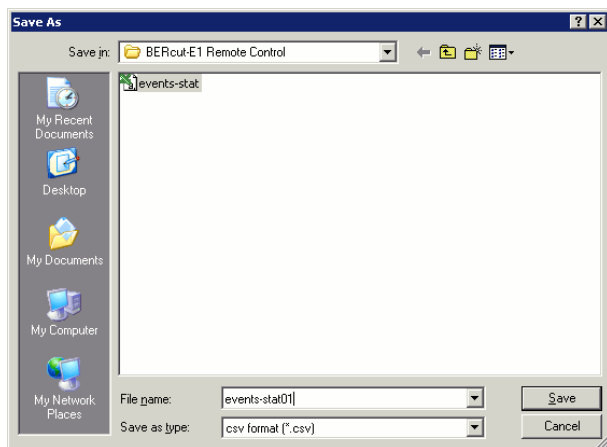 Save As
Save in:
BERcut-E1 Remote Control
events-stat
My Recent
Documents
Desktop
My Documents
My Computer
My Network
Places
File name:
events-stat01
Save
Save as type:
csv format (*.csv)
Cancel